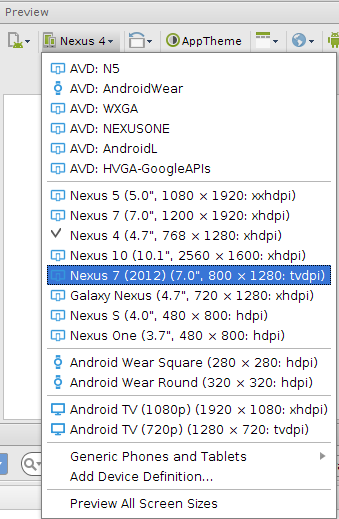 Preview
Nexus 4
AppTheme
AVD: N5
AVD: AndroidWear
AVD: WXGA
AVD: NEXUSONE
AVD: AndroidL
AVD: HVGA-GoogleAPIs
Nexus 5 (5.0", 1080 × 1920: xxhdpi)
Nexus 7 (7.0", 1200 × 1920: xhdpi)
Nexus 4 (4.7", 768 × 1280: xhdpi)
Nexus 10 (10.1", 2560 × 1600: xhdpi)
Nexus 7 (2012) (7.0", 800 × 1280: tvdpi)
Galaxy Nexus (4.7", 720 × 1280: xhdpi)
Nexus S (4.0", 480 × 800: hdpi)
Nexus One (3.7", 480 × 800: hdpi)
Android Wear Square (280 × 280: hdpi)
Android Wear Round (320 × 320: hdpi)
Android TV (1080p) (1920 × 1080: xhdpi)
Android TV (720p) (1280 × 720: tvdpi)
Generic Phones and Tablets
Add Device Definition...
Preview All Screen Sizes